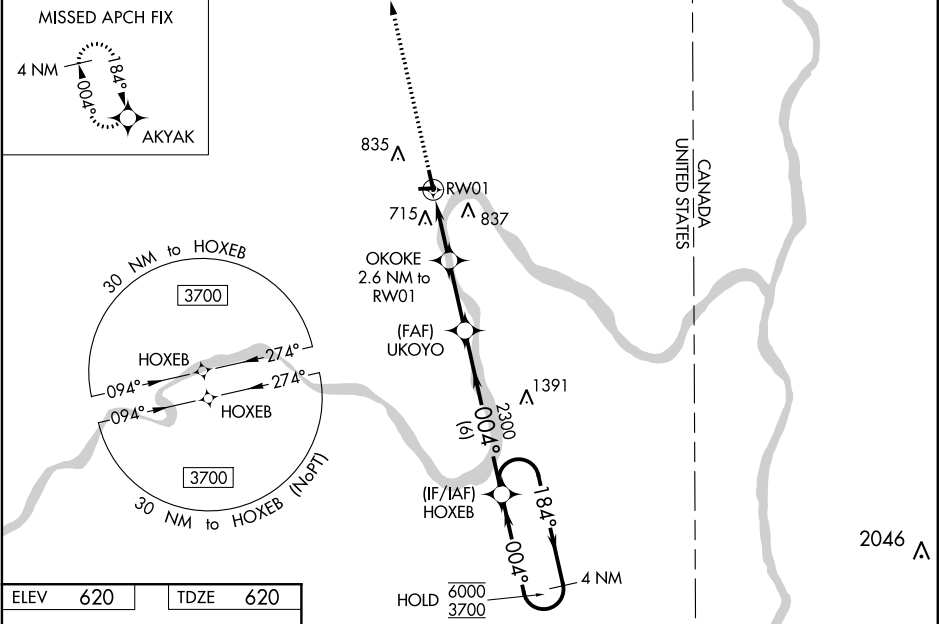 MISSED APCH FIX
4 NM
184°
004°
AKYAK
835
RW01
715
837
CANADA
UNITED STATES
OKOKE
2.6 NM to
RW01
(FAF)
UKOYO
30 NM to HOXEB
3700
HOXEB
274°
094°
274°
094°
HOXEB
3700
30 NM to HOXEB (NoPT)
1391
2300
004°
(6)
(IF/IAF)
HOXEB
184°
004°
4 NM
HOLD 6000
3700
2046
ELEV 620 TDZE 620